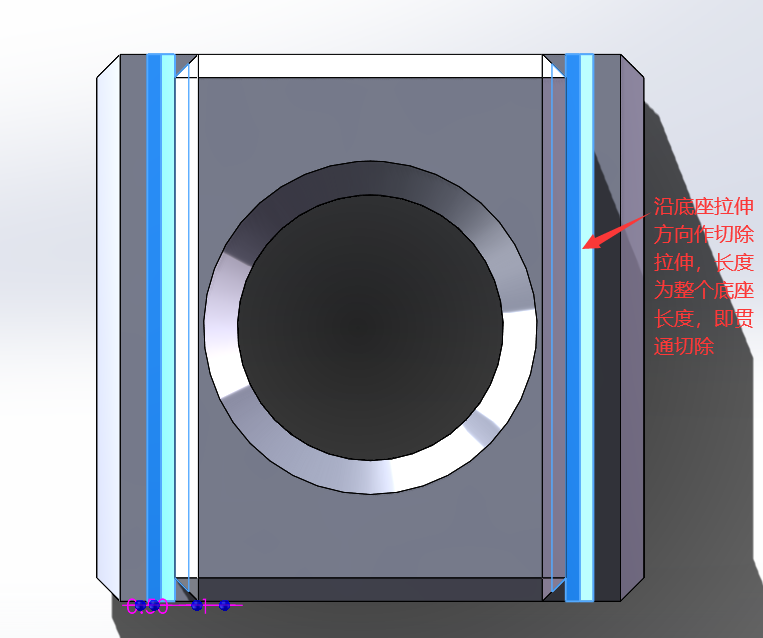 沿底座拉伸
方向作切除
拉伸，长度
为整个底座
长度，即贯
通切除